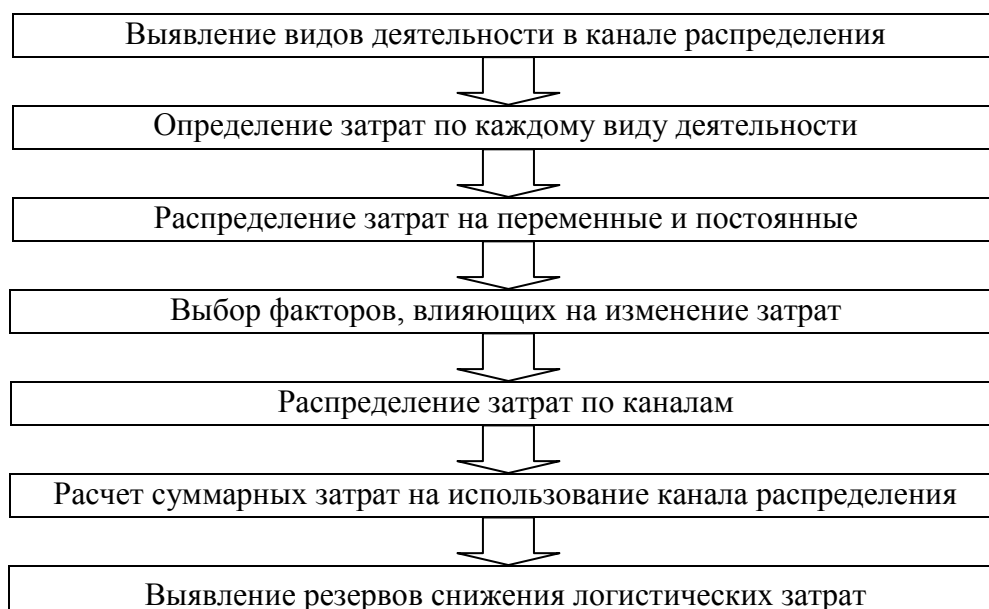 Выявление видов деятельности в канале распределения
Определение затрат по каждому виду деятельности
Распределение затрат на переменные и постоянные
Выбор факторов, влияющих на изменение затрат
Распределение затрат по каналам
Расчет суммарных затрат на использование канала распределения
Выявление резервов снижения логистических затрат